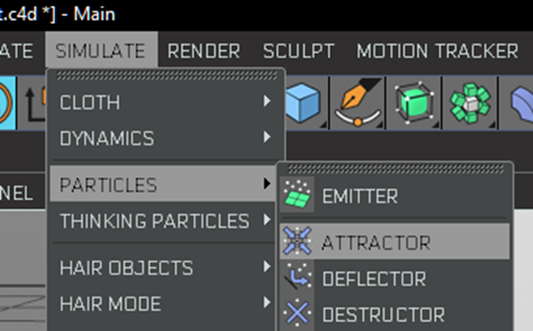 t.c4d *] - Main
ATE SIMULATE RENDER SCULPT MOTION TRACKER
CLOTH
DYNAMICS
NEL
PARTICLES
EMITTER
THINKING PARTICLES
ATTRACTOR
HAIR OBJECTS
DEFLECTOR
HAIR MODE
DESTRUCTOR